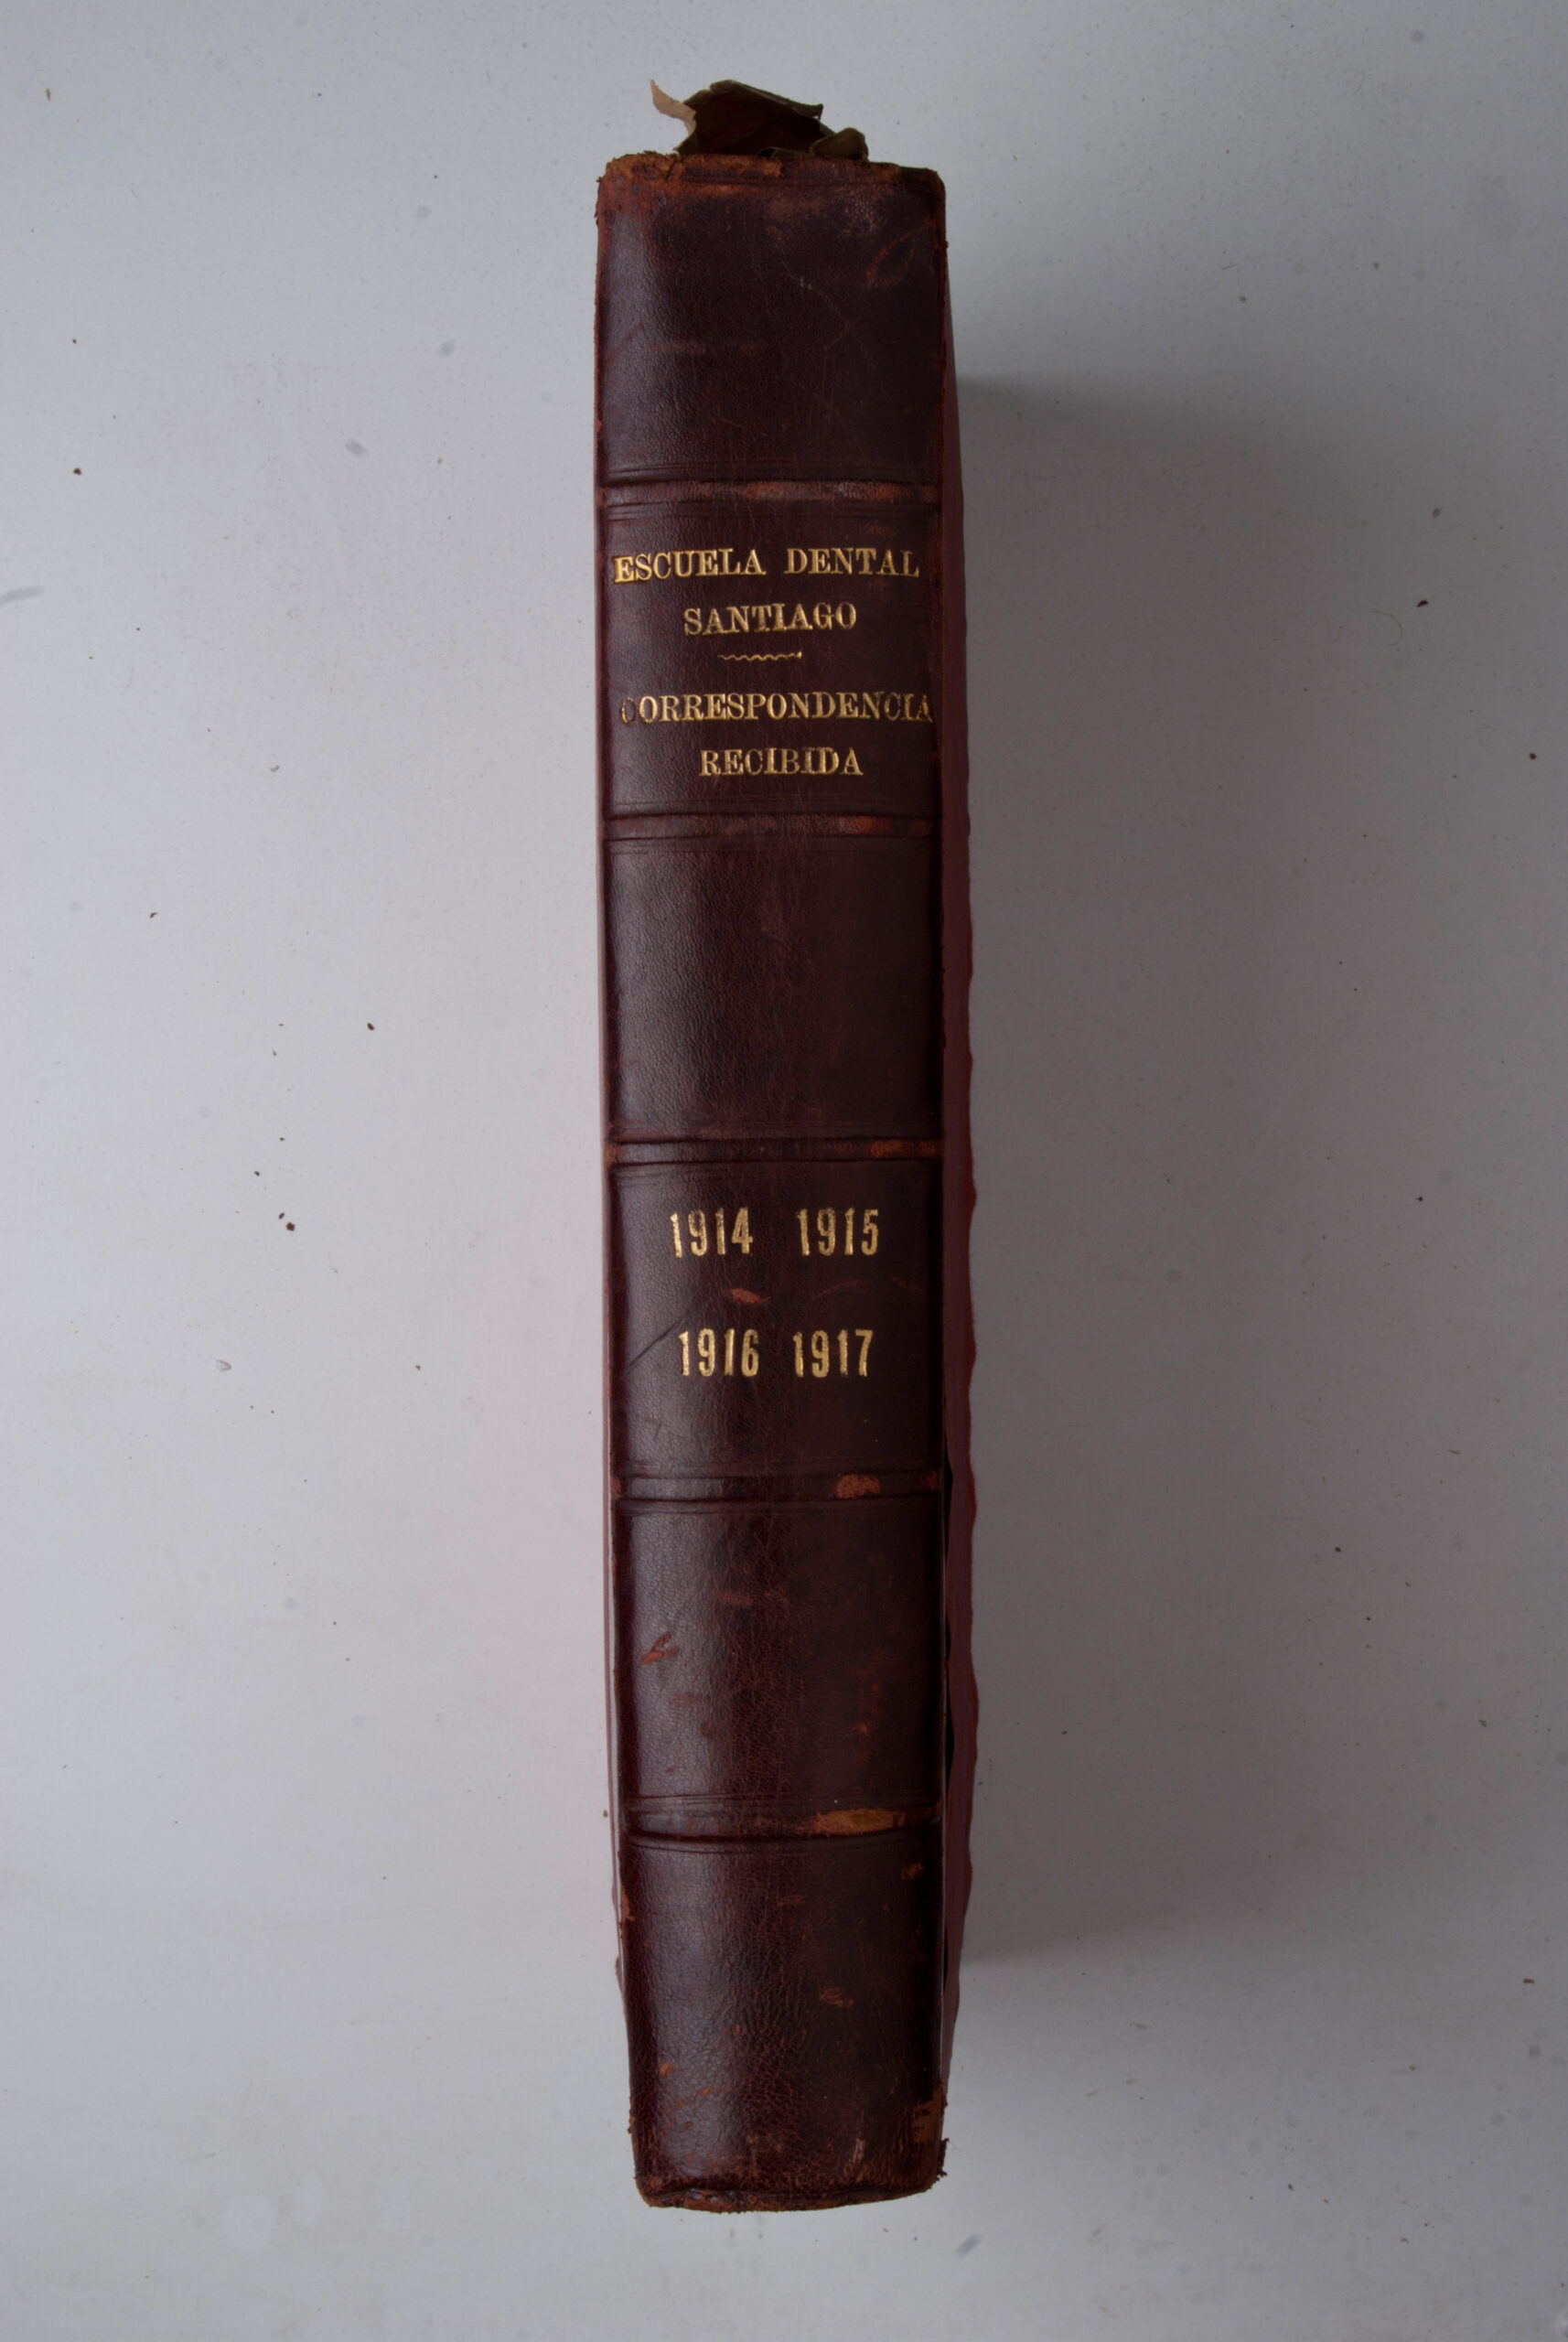 ESCUELA DENTAL
SANTIAGO
CORRESPONDENCIA
RECIBIDA
1914 1915
1916 1917